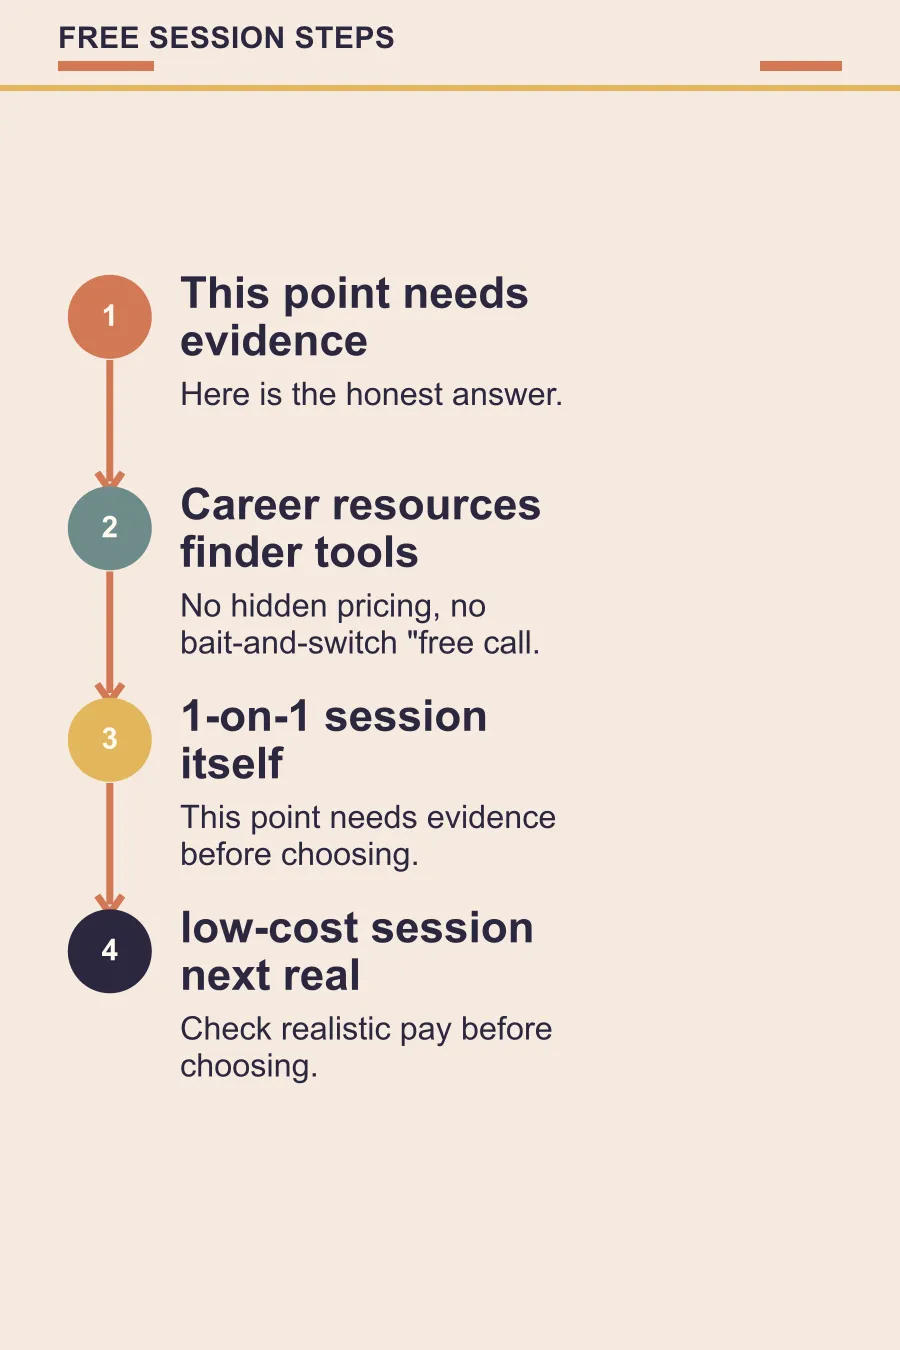 FREE SESSION STEPS
1
This point needs
evidence
Here is the honest answer.
2
Career resources
finder tools
No hidden pricing, no
bait-and-switch "free call.
3
1-on-1 session
itself
This point needs evidence
before choosing.
4
low-cost session
next real
Check realistic pay before
choosing.